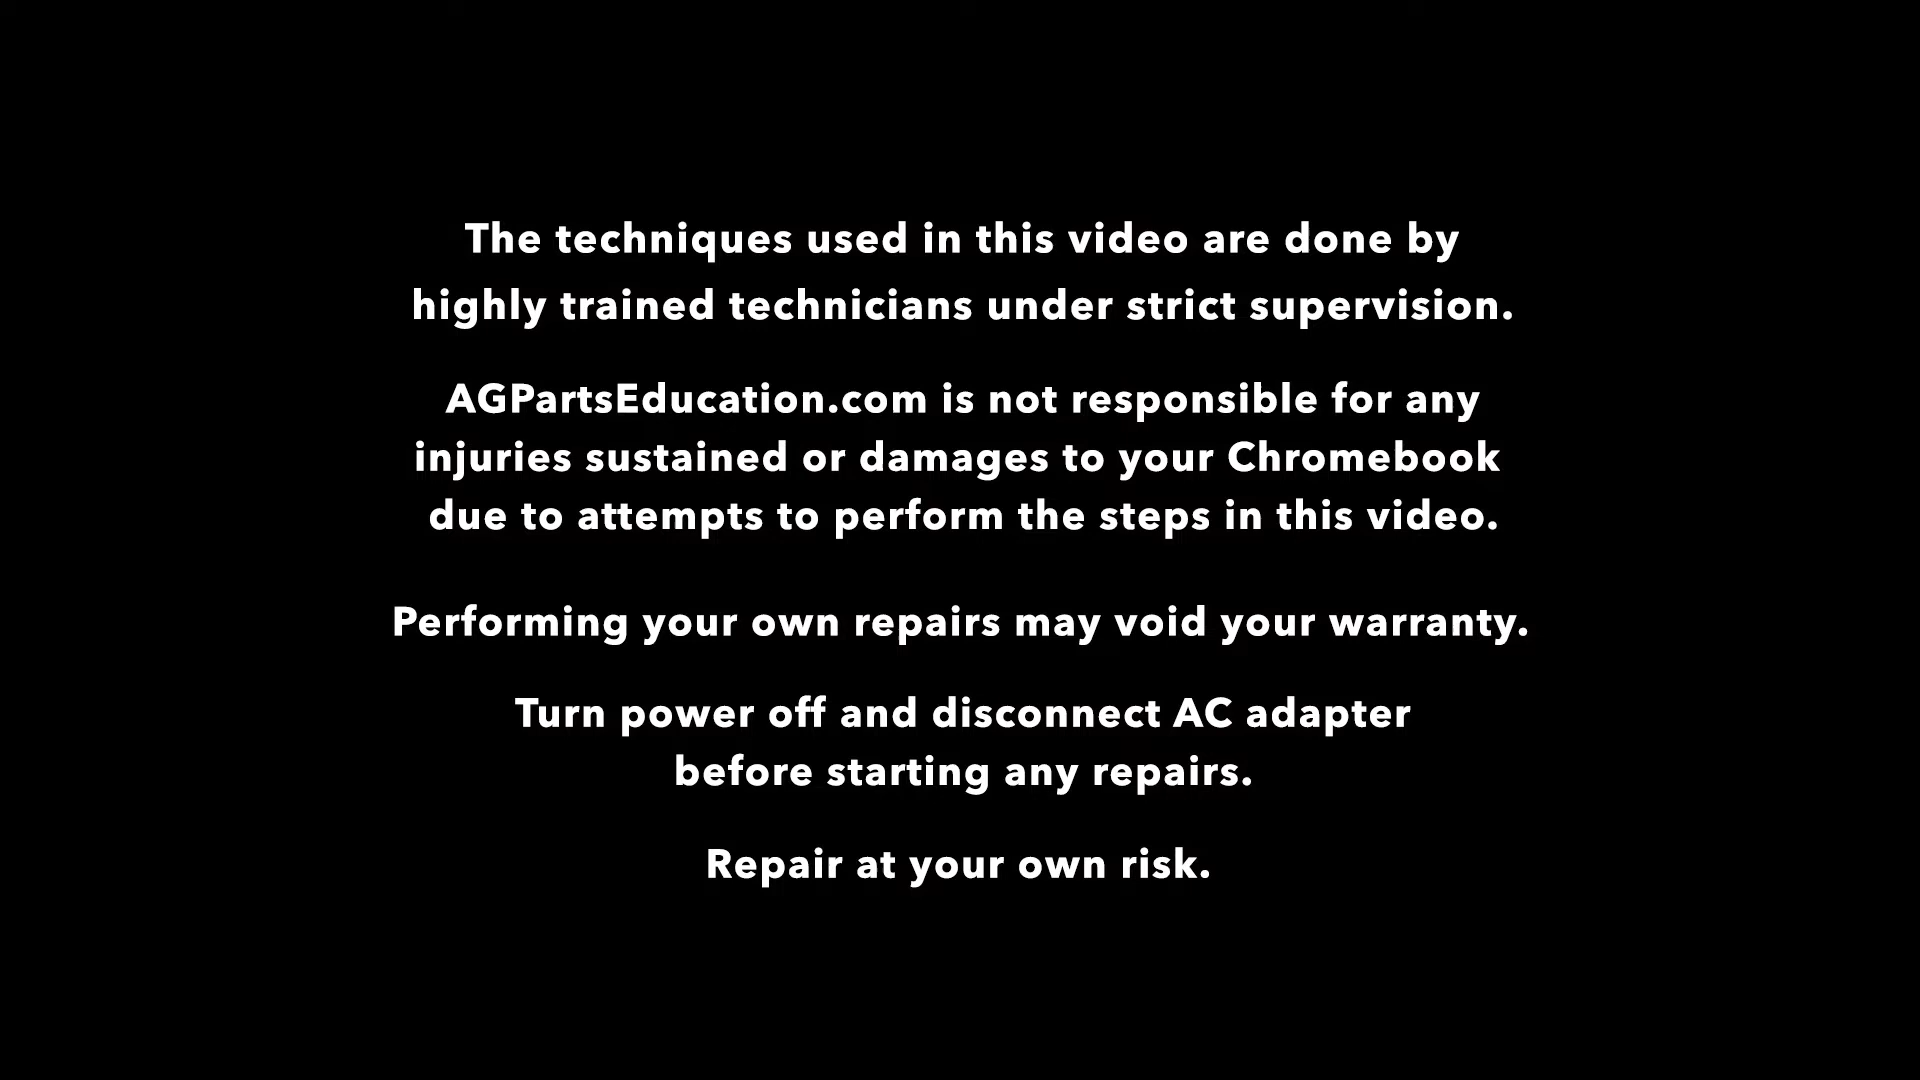 The techniques used in this video are done by
highly trained technicians under strict supervision.
AGPartsEducation.com is not responsible for any
injuries sustained or damages to your Chromebook
due to attempts to perform the steps in this video.
Performing your own repairs may void your warranty.
Turn power off and disconnect AC adapter
before starting any repairs.
Repair at your own risk.